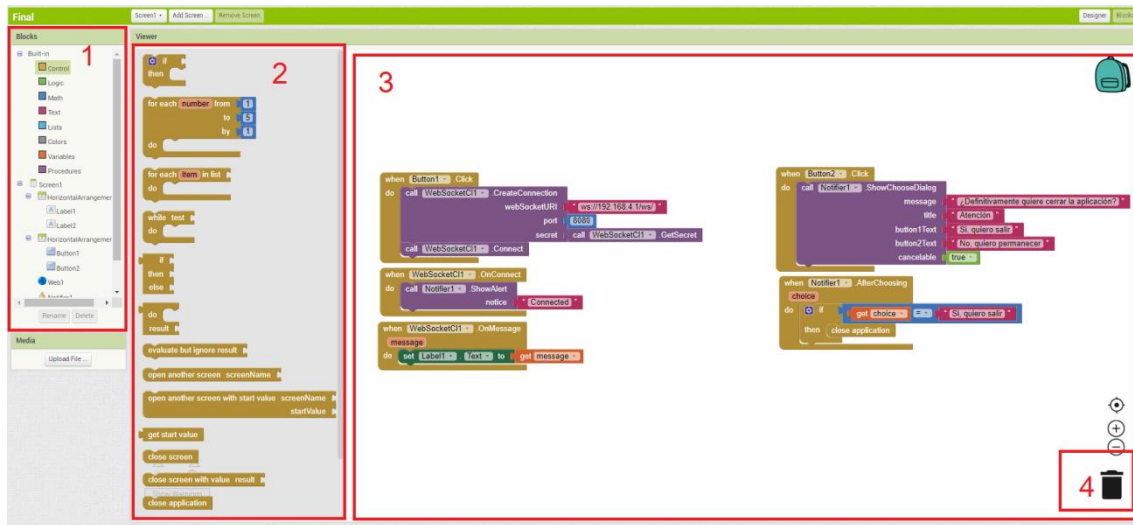 Final
Screen1
Add Screen ...
Remove Screen
Designer
Blocks
Blocks
1
Built-in
Control
Logic
Math
Text
Lists
Colors
Variables
Procedures
Screen1
HorizontalArrangemer
Label1
Label2
HorizontalArrangemer
Button1
Button2
Web1
Rename Delete
Media
Upload File ...
Viewer
2
if
then
for each number from 1
to 5
by 1
do
for each item in list
do
while test
do
if
then
else
do
result
evaluate but ignore result
open another screen screenName
open another screen with start value screenName
startValue
get start value
close screen
close screen with value result
close application
3
when Button1 .Click
do call WebSocketCl1 .CreateConnection
webSocketURI " ws://192.168.4.1/ws/ "
port 8080
secret call WebSocketCl1 .GetSecret
call WebSocketCl1 .Connect
when WebSocketCl1 .OnConnect
do call Notifier1 .ShowAlert
notice " Connected "
when WebSocketCl1 .OnMessage
message
do set Label1 . Text to get message
when Button2 .Click
do call Notifier1 .ShowChooseDialog
message " ¿Definitivamente quiere cerrar la aplicación? "
title " Atención "
button1Text " Si, quiero salir "
button2Text " No, quiero permanecer "
cancelable true
when Notifier1 .AfterChoosing
choice
do if get choice = " Si, quiero salir "
then close application
4